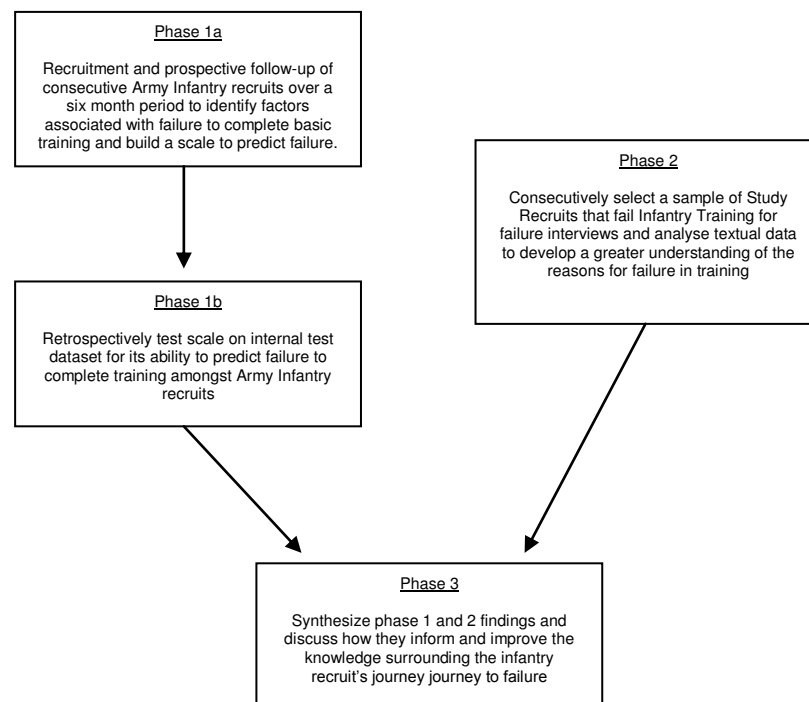 Phase 1a
Recruitment and prospective follow-up of
consecutive Army Infantry recruits over a
six month period to identify factors
associated with failure to complete basic
training and build a scale to predict failure.
Phase 2
Consecutively select a sample of Study
Recruits that fail Infantry Training for
failure interviews and analyse textual data
to develop a greater understanding of the
reasons for failure in training
Phase 1b
Retrospectively test scale on internal test
dataset for its ability to predict failure to
complete training amongst Army Infantry
recruits
Phase 3
Synthesize phase 1 and 2 findings and
discuss how they inform and improve the
knowledge surrounding the infantry
recruit's journey journey to failure